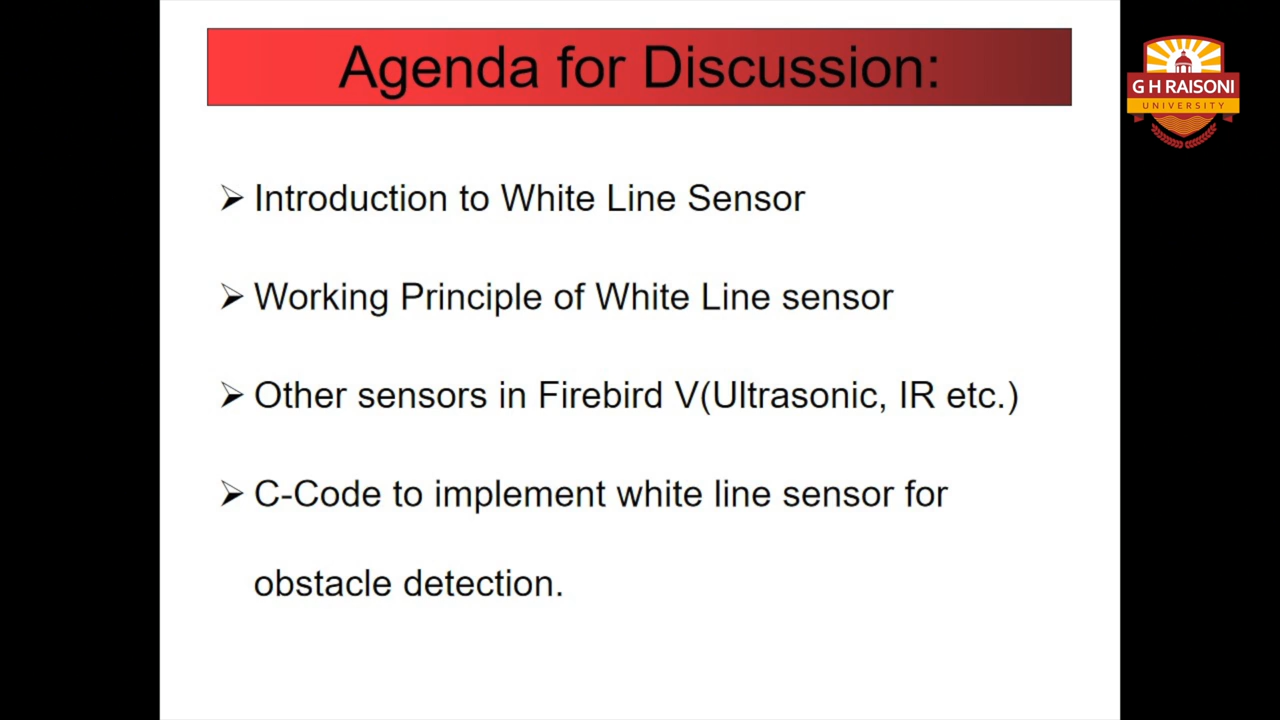 Agenda for Discussion:
G H RAISONI
UNIVERSITY
➢ Introduction to White Line Sensor
➢ Working Principle of White Line sensor
➢ Other sensors in Firebird V(Ultrasonic, IR etc.)
➢ C-Code to implement white line sensor for
obstacle detection.